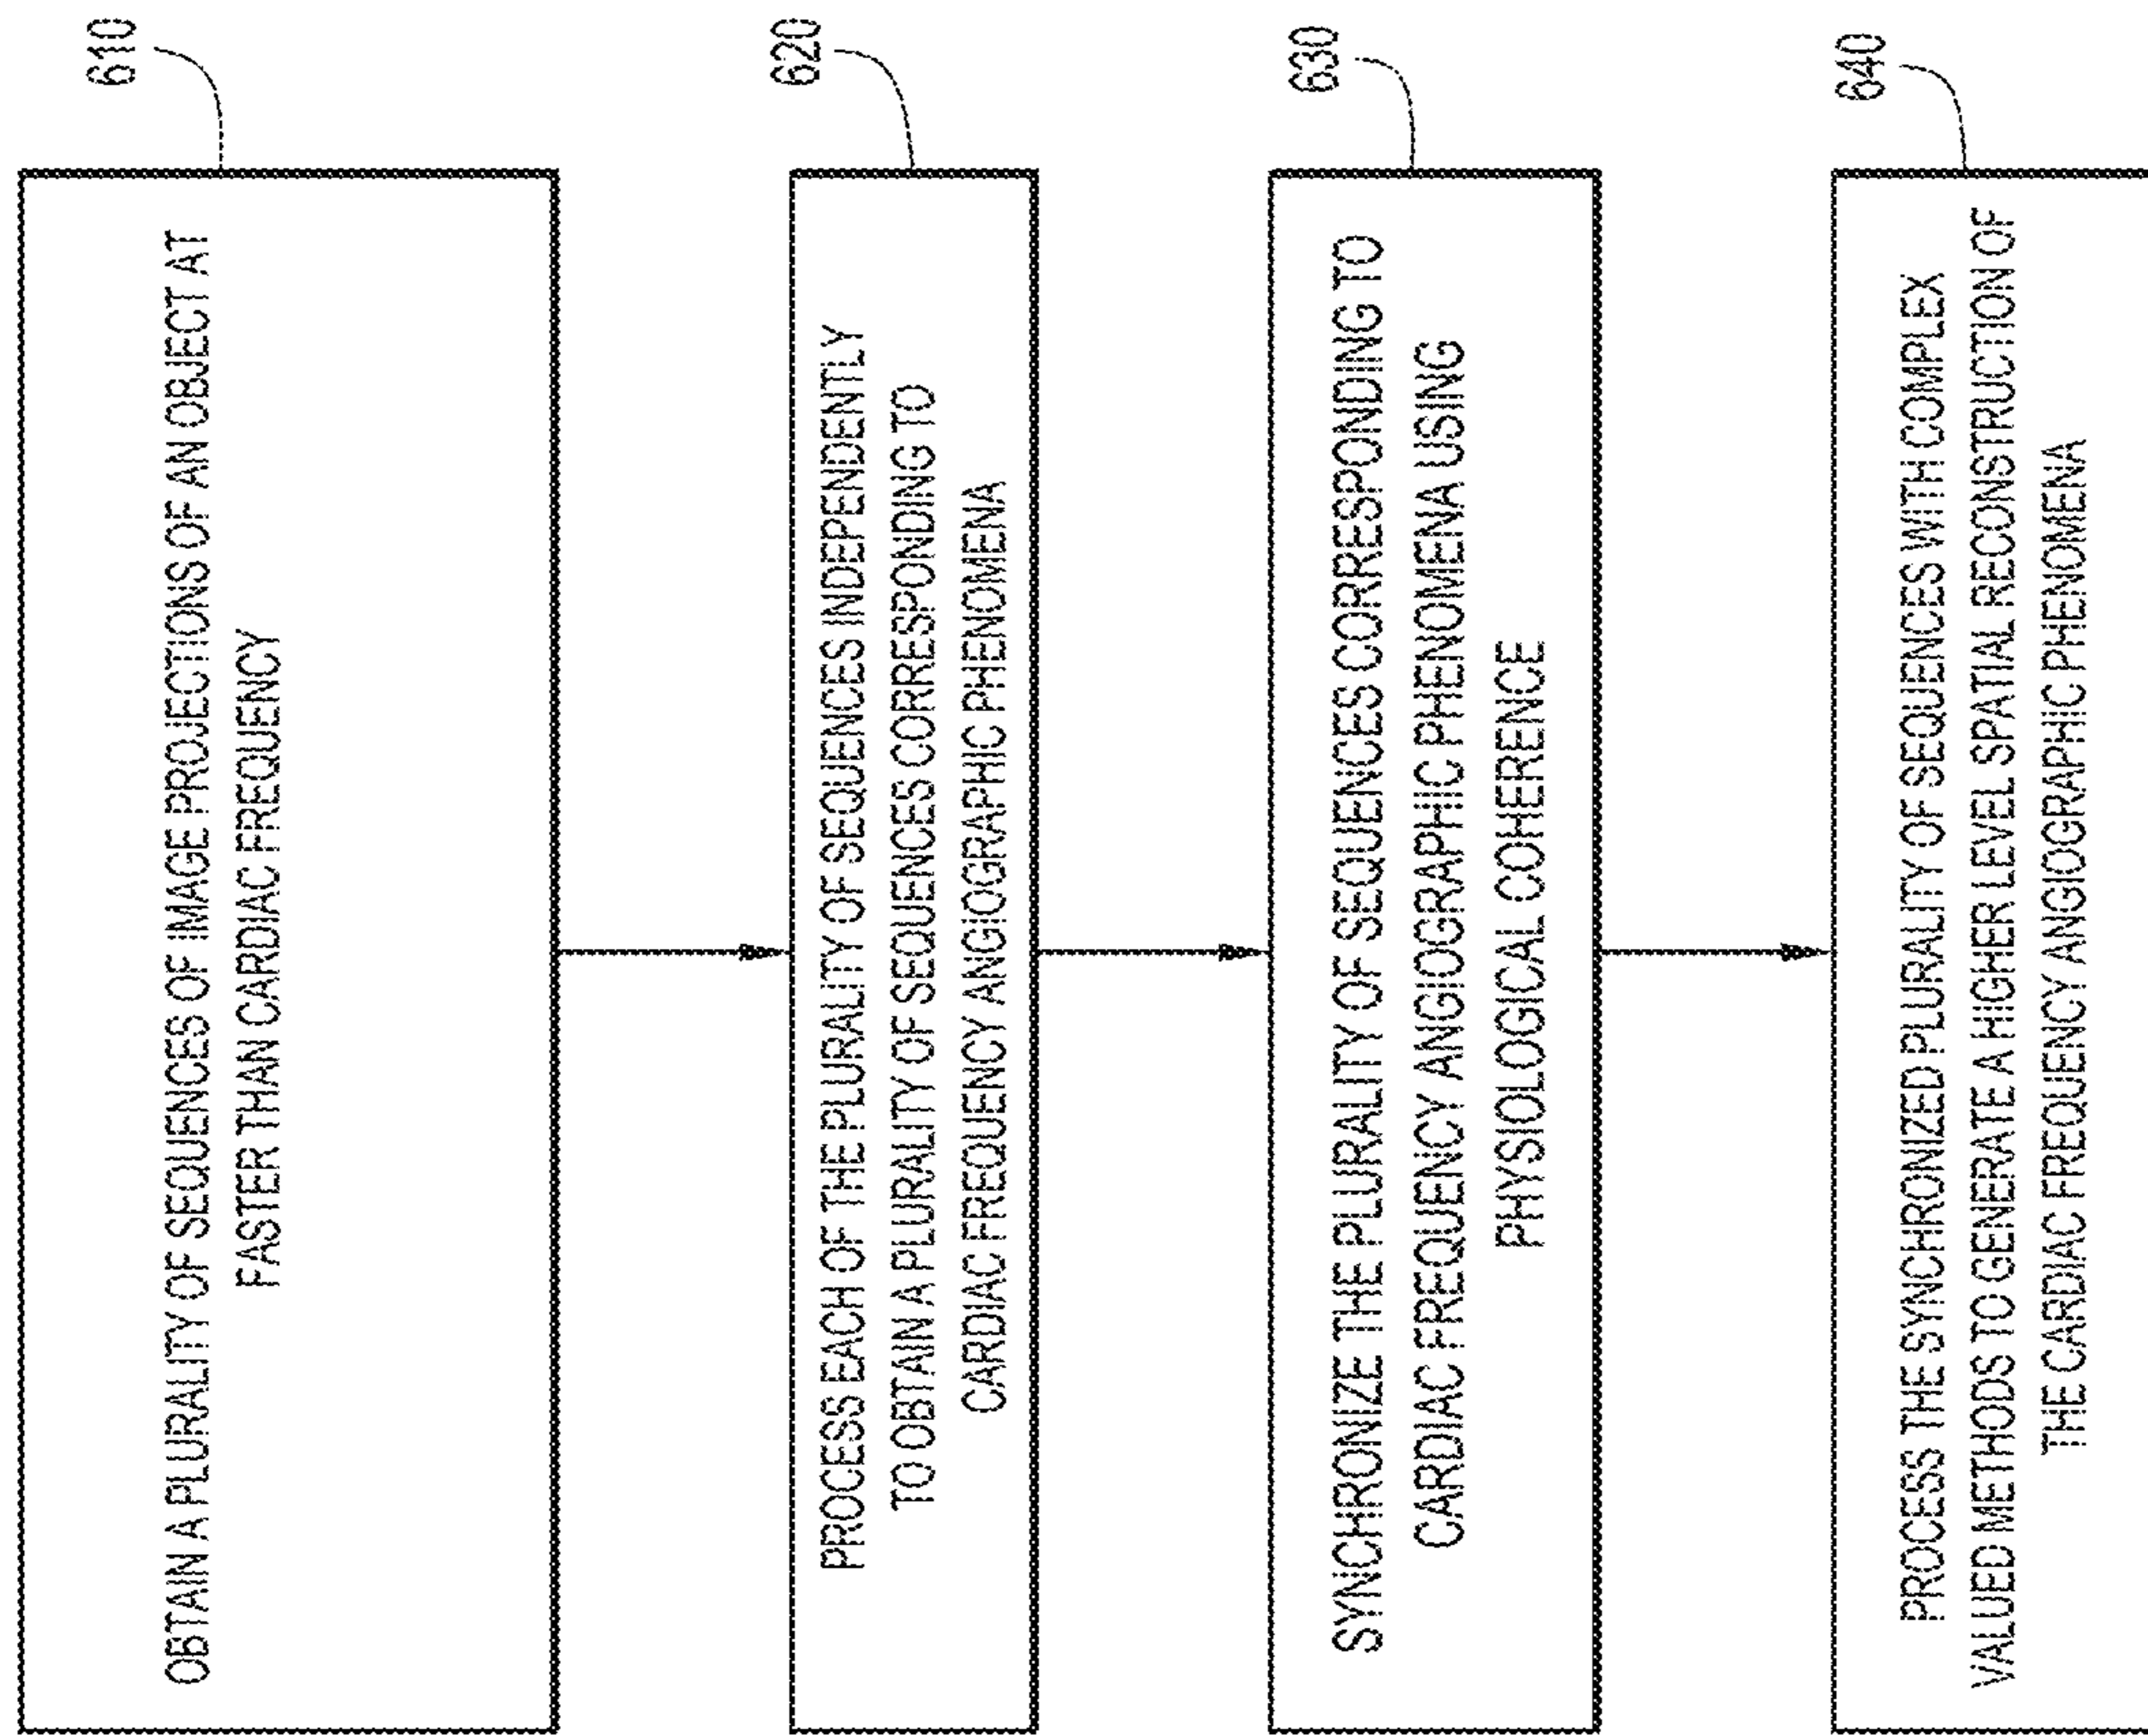 610
OBTAIN A PLURALITY OF SEQUENCES OF IMAGE PROJECTIONS OF AN OBJECT AT
FASTER THAN CARDIAC FREQUENCY
620
PROCESS EACH OF THE PLURALITY OF SEQUENCES INDEPENDENTLY
TO OBTAIN A PLURALITY OF SEQUENCES CORRESPONDING TO
CARDIAC FREQUENCY ANGIOGRAPHIC PHENOMENA
630
SYNCHRONIZE THE PLURALITY OF SEQUENCES CORRESPONDING TO
CARDIAC FREQUENCY ANGIOGRAPHIC PHENOMENA USING
PHYSIOLOGICAL COHERENCE
640
PROCESS THE SYNCHRONIZED PLURALITY OF SEQUENCES WITH COMPLEX
VALUED METHODS TO GENERATE A HIGHER LEVEL SPATIAL RECONSTRUCTION OF
THE CARDIAC FREQUENCY ANGIOGRAPHIC PHENOMENA